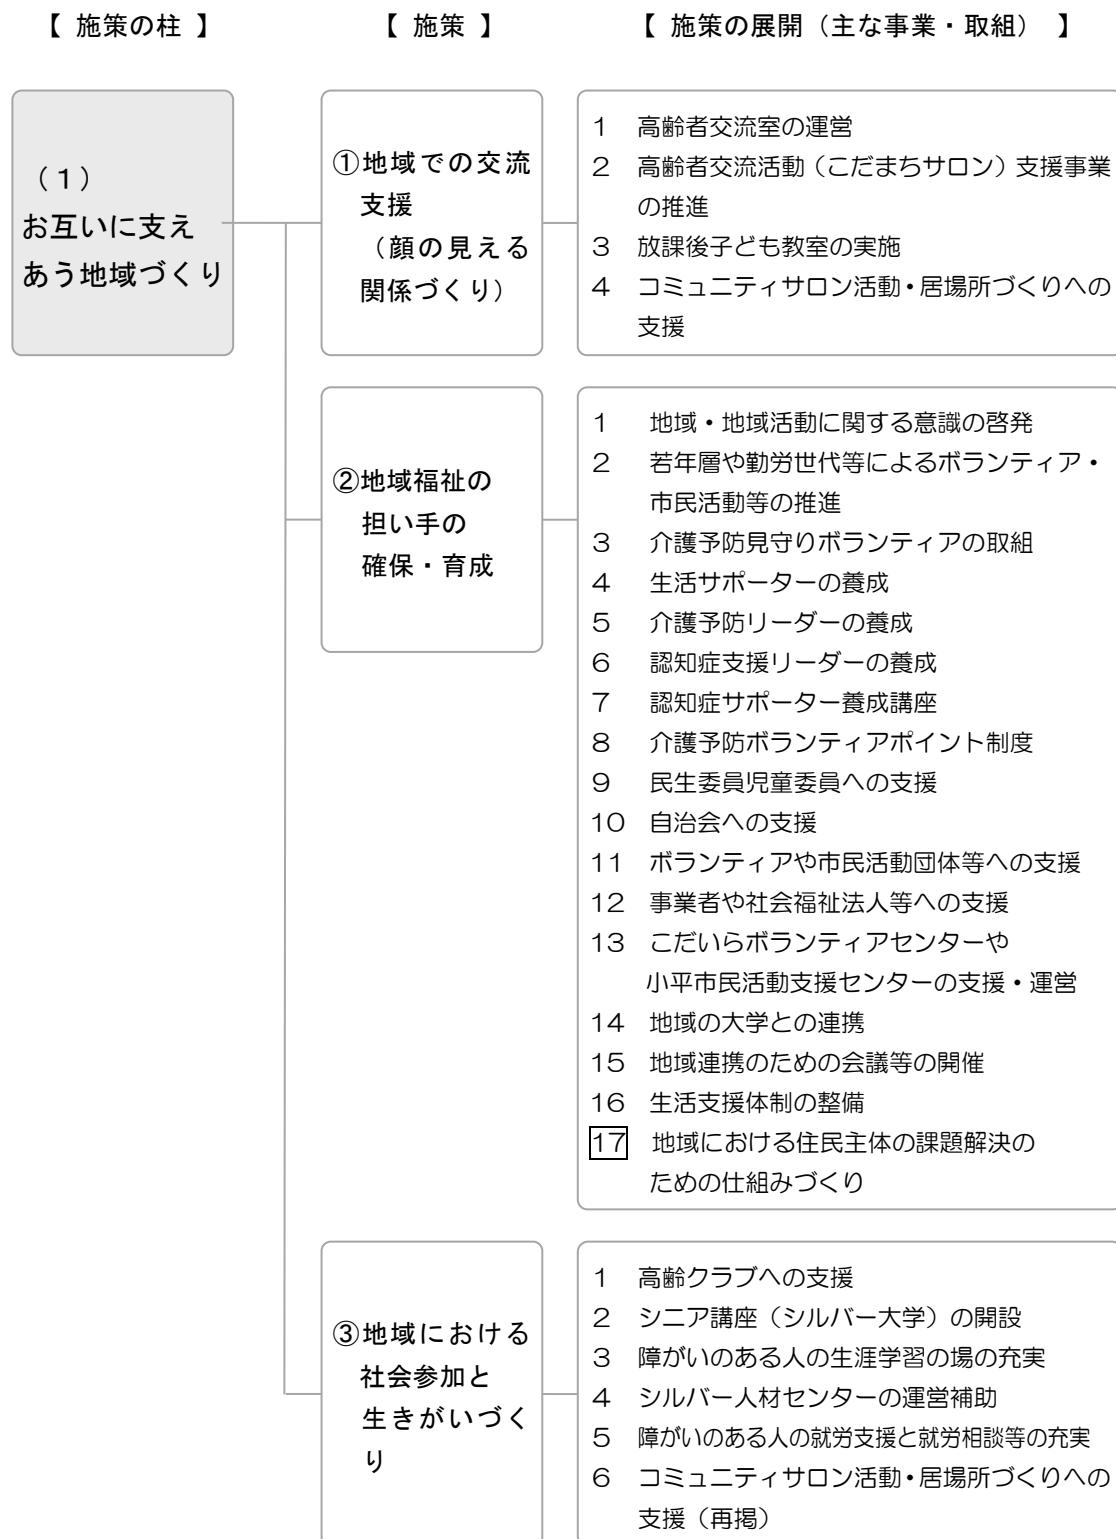 【 施策の柱 】
【 施策 】
【 施策の展開（主な事業・取組） 】
（１）
お互いに支え
あう地域づくり
①地域での交流
支援
（顔の見える
関係づくり）
1 高齢者交流室の運営
2 高齢者交流活動（こだまちサロン）支援事業
の推進
3 放課後子ども教室の実施
4 コミュニティサロン活動・居場所づくりへの
支援
②地域福祉の
担い手の
確保・育成
1 地域・地域活動に関する意識の啓発
2 若年層や勤労世代等によるボランティア・
市民活動等の推進
3 介護予防見守りボランティアの取組
4 生活サポーターの養成
5 介護予防リーダーの養成
6 認知症支援リーダーの養成
7 認知症サポーター養成講座
8 介護予防ボランティアポイント制度
9 民生委員児童委員への支援
10 自治会への支援
11 ボランティアや市民活動団体等への支援
12 事業者や社会福祉法人等への支援
13 こだいらボランティアセンターや
小平市民活動支援センターの支援・運営
14 地域の大学との連携
15 地域連携のための会議等の開催
16 生活支援体制の整備
17 地域における住民主体の課題解決の
ための仕組みづくり
③地域における
社会参加と
生きがいづく
り
1 高齢クラブへの支援
2 シニア講座（シルバー大学）の開設
3 障がいのある人の生涯学習の場の充実
4 シルバー人材センターの運営補助
5 障がいのある人の就労支援と就労相談等の充実
6 コミュニティサロン活動・居場所づくりへの
支援（再掲）